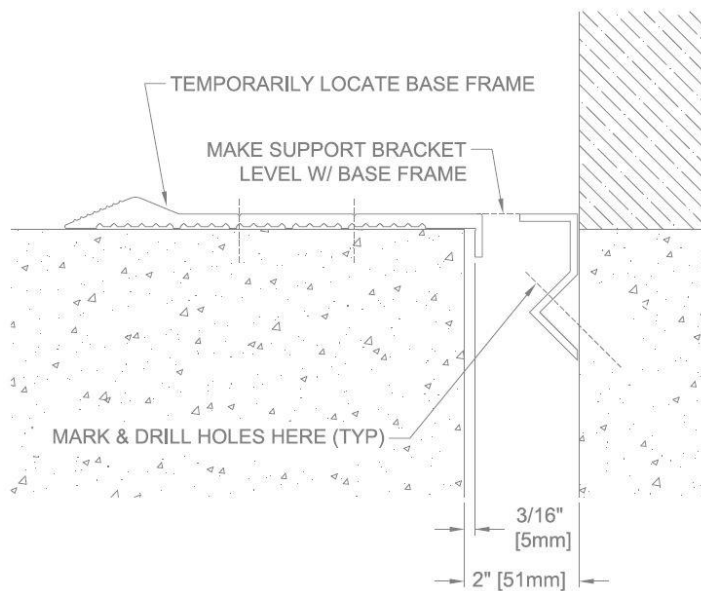 TEMPORARILY LOCATE BASE FRAME
MAKE SUPPORT BRACKET
LEVEL W/ BASE FRAME
MARK & DRILL HOLES HERE (TYP)
3/16"
[5mm]
2" [51mm]